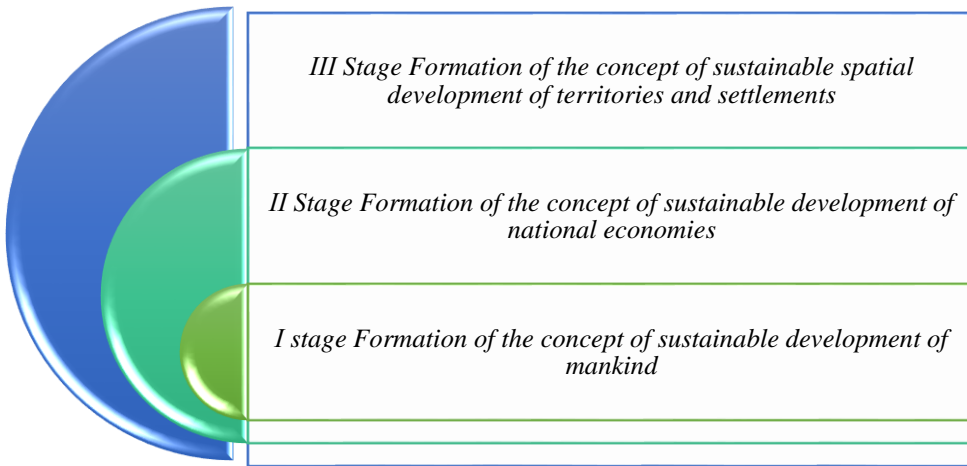 III Stage Formation of the concept of sustainable spatial
development of territories and settlements
II Stage Formation of the concept of sustainable development of
national economies
I stage Formation of the concept of sustainable development of
mankind